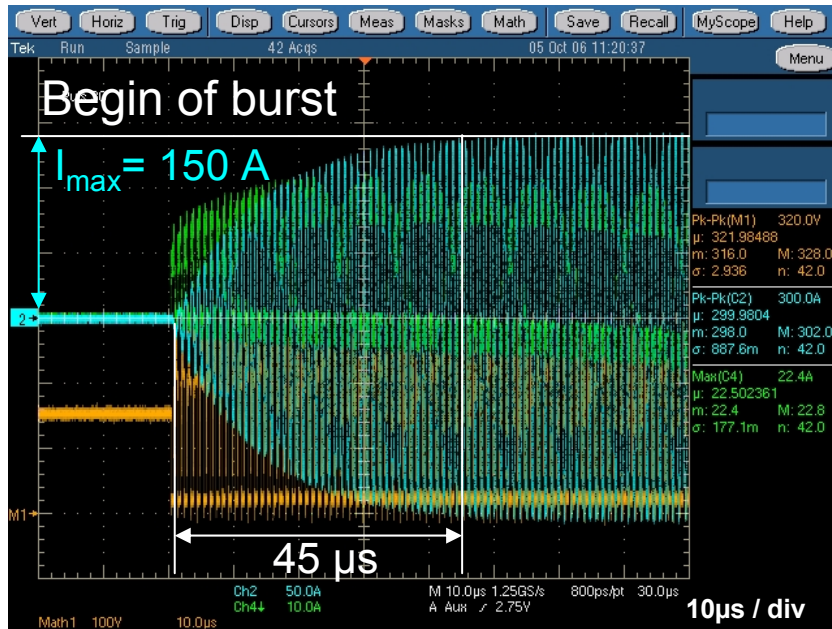 Vert Horiz Trig Disp Cursors Meas Masks Math Save Recall MyScope Help
Tek Run Sample 42 Acqs 05 Oct 06 11:20:37
Menu
Begin of burst
Imax= 150 A
Pk-Pk(M1) 320.0V
µ: 321.98488
m: 316.0 M: 328.0
σ: 2.936 n: 42.0
2
Pk-Pk(C2) 300.0A
µ: 299.9804
m: 298.0 M: 302.0
σ: 887.6m n: 42.0
Max(C4) 22.4A
µ: 22.502361
m: 22.4 M: 22.8
σ: 177.1m n: 42.0
M1
45 µs
Ch2 50.0A M 10.0µs 1.25GS/s 800ps/pt 30.0µs
Ch4 10.0A A Aux 2.75V
10µs / div
Math1 100V 10.0µs